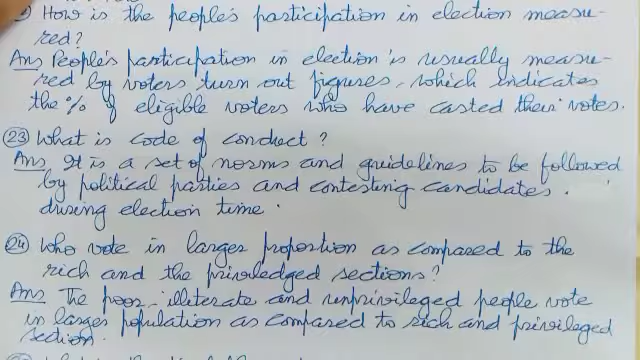 How is the people's participation in election measu-
red?
Ans People's participation in election is usually measu-
red by voters turn out figures, which indicates
the % of eligible voters who have casted their votes.
(23) What is code of conduct?
Ans It is a set of norms and guidelines to be followed
by political parties and contesting candidates.
during election time.
(24) Who vote in larger proportion as compared to the
rich and the priviledged sections?
Ans The poor, illiterate and unprivileged people vote
in larger population as compared to rich and privileged
section.